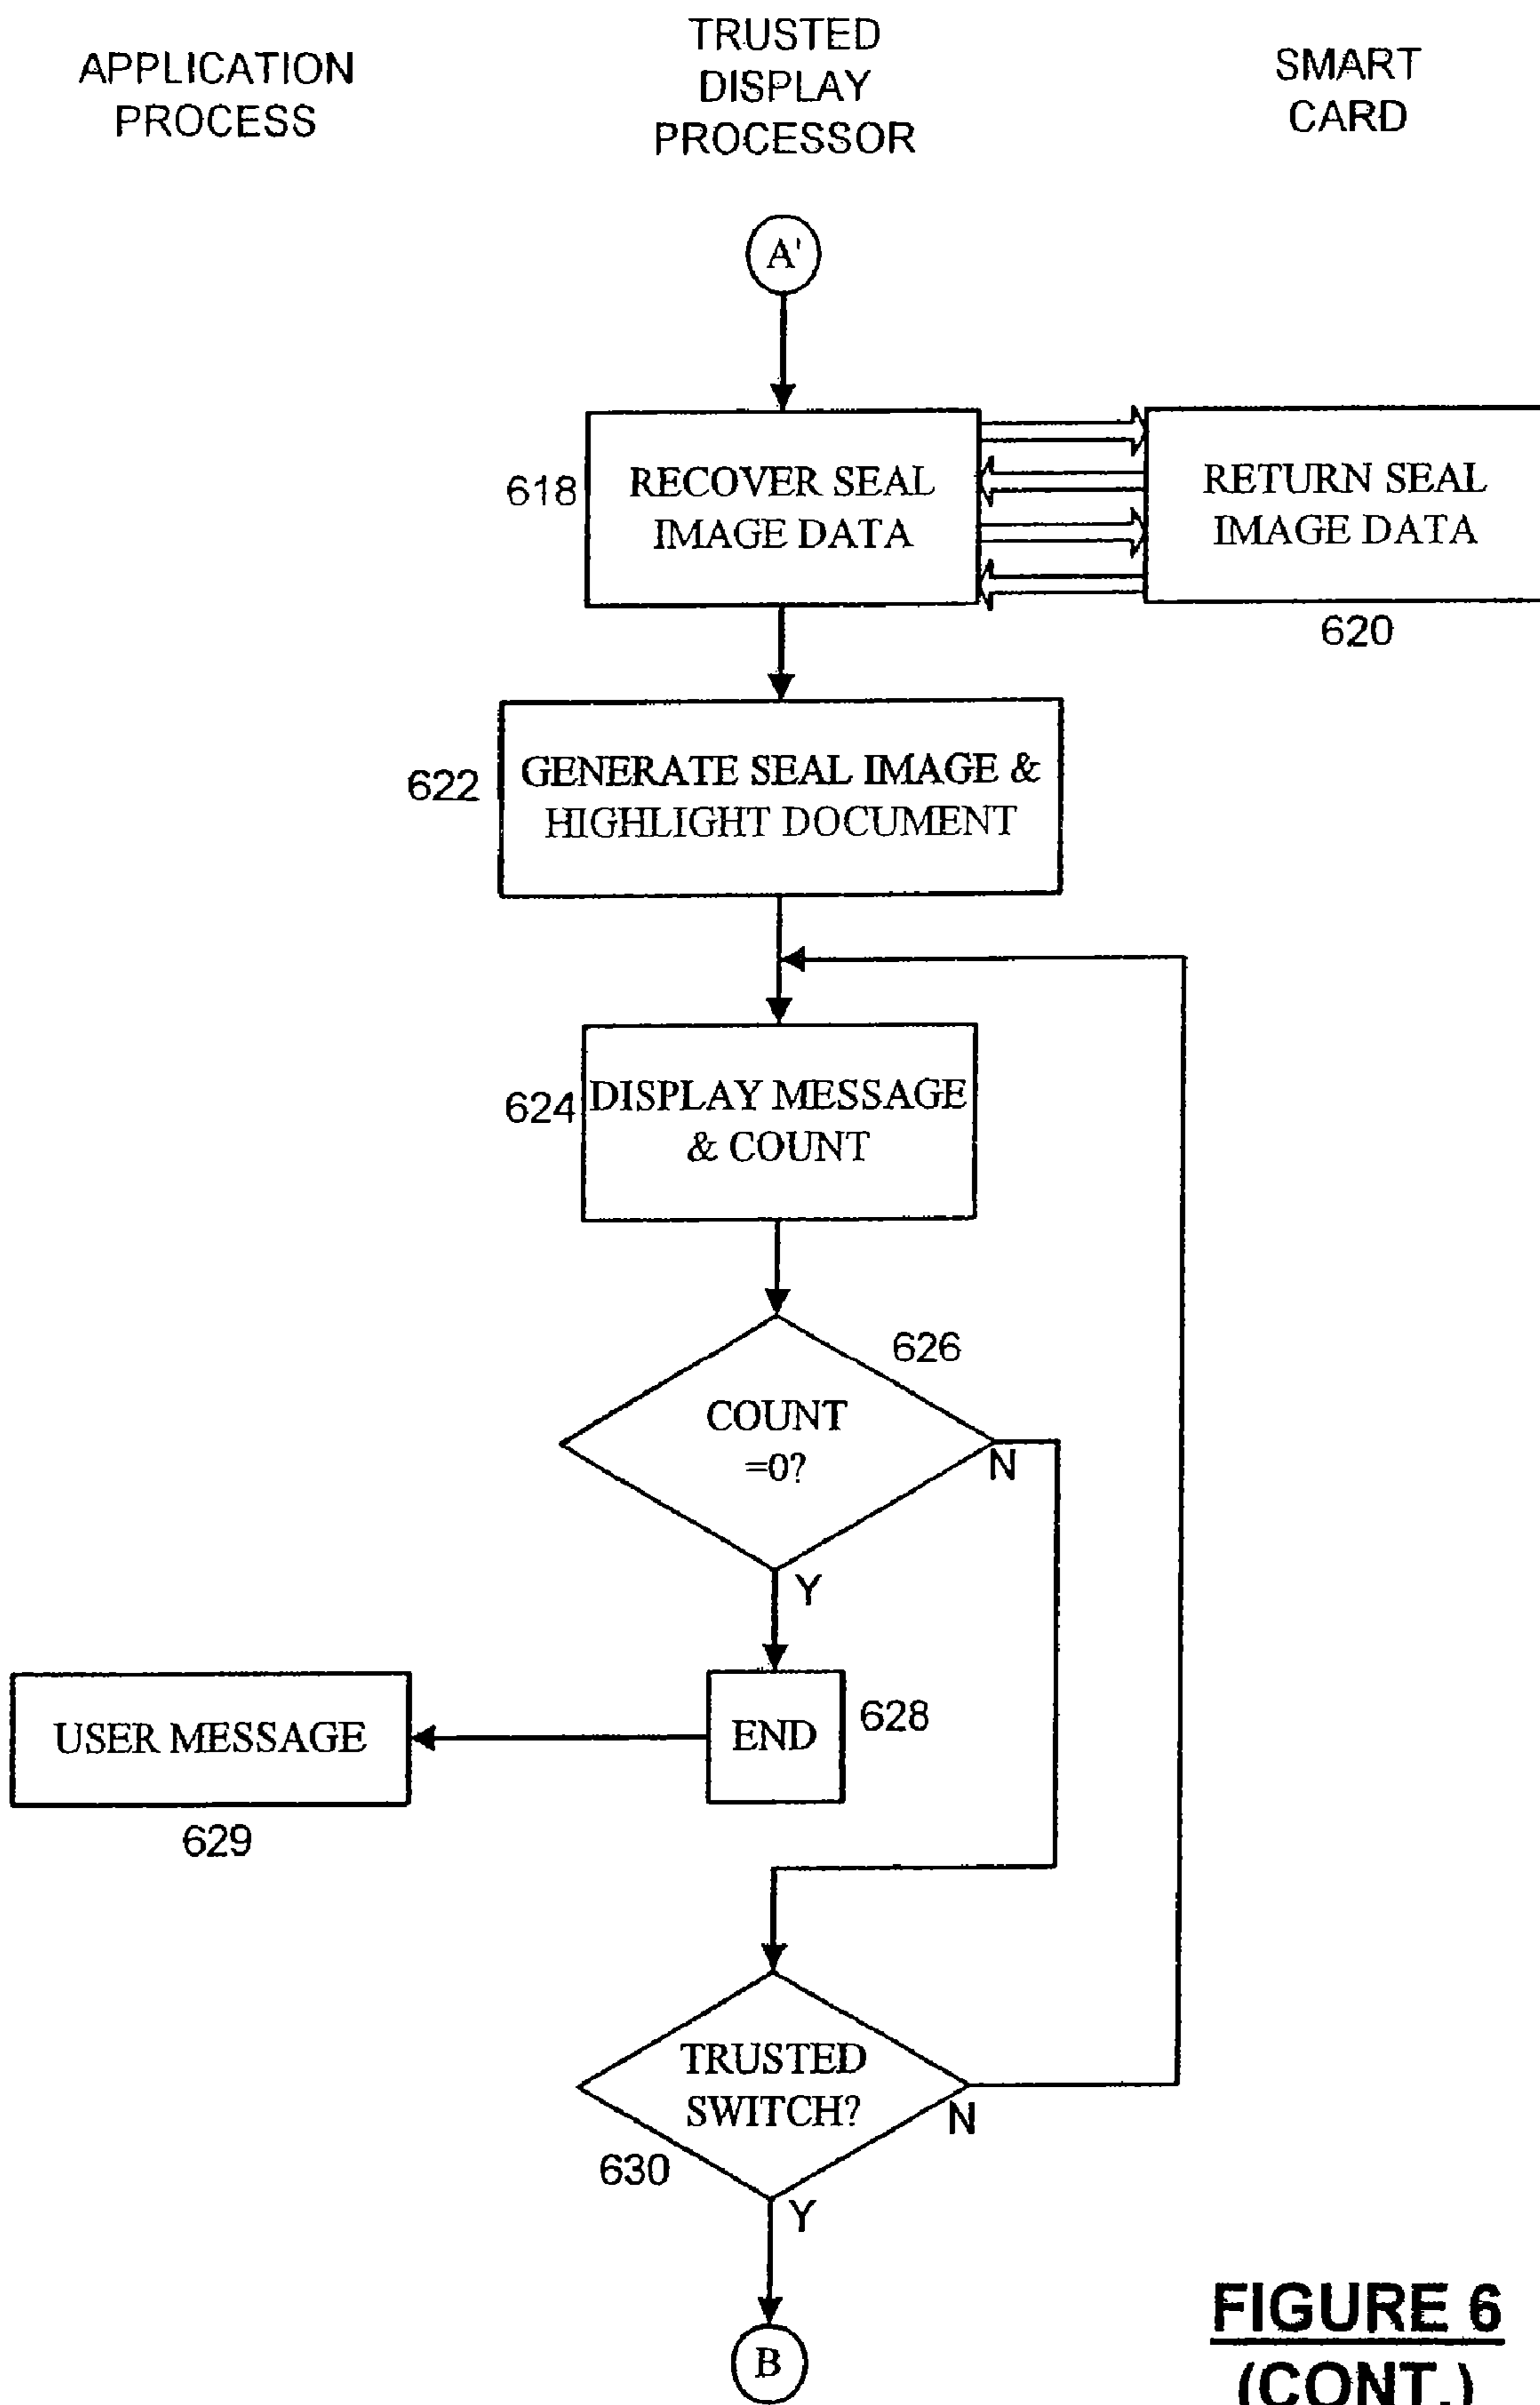 APPLICATION
PROCESS
TRUSTED
DISPLAY
PROCESSOR
SMART
CARD
A'
618
RECOVER SEAL
IMAGE DATA
RETURN SEAL
IMAGE DATA
620
622
GENERATE SEAL IMAGE &
HIGHLIGHT DOCUMENT
624
DISPLAY MESSAGE
& COUNT
626
COUNT
=0?
N
Y
USER MESSAGE
629
END
628
TRUSTED
SWITCH?
N
630
Y
B
FIGURE 6
(CONT.)